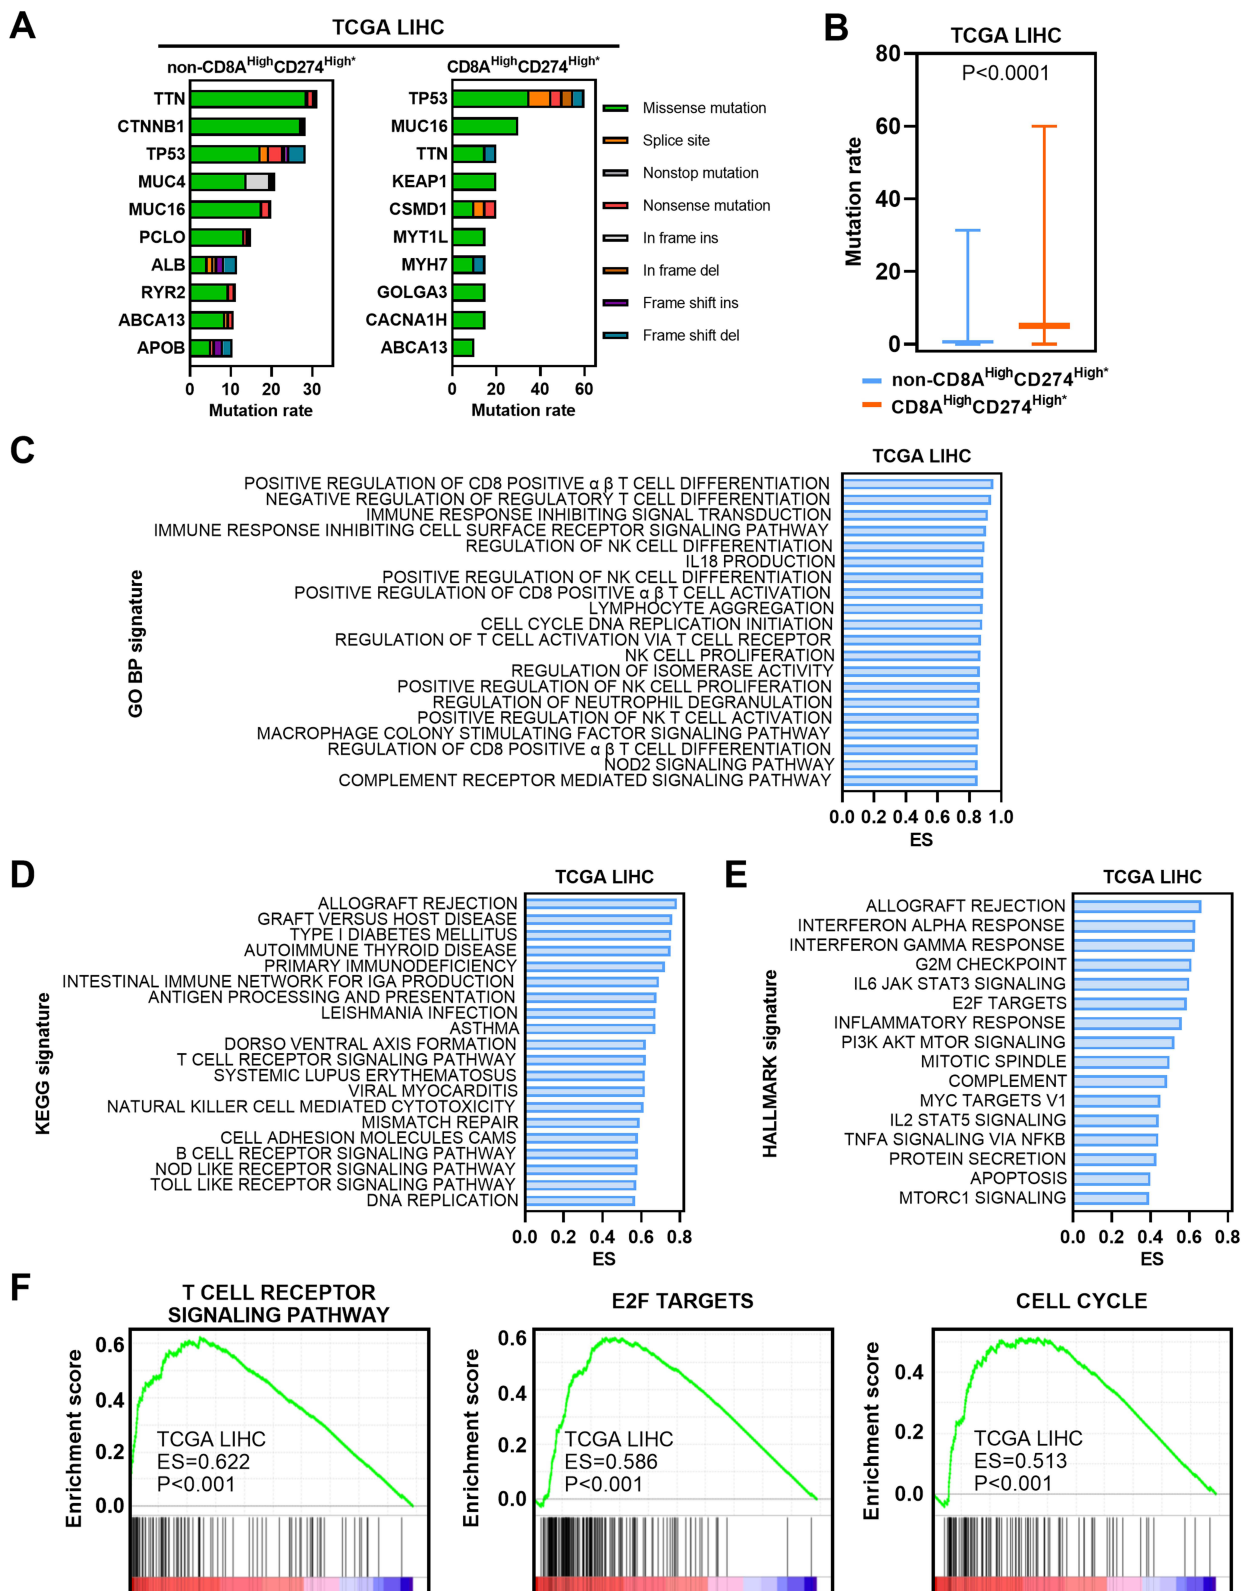 A
TCGA LIHC
non-CD8AHighCD274High*
TTN
CTNNB1
TP53
MUC4
MUC16
PCLO
ALB
RYR2
ABCA13
APOB
0 10 20 30
Mutation rate
CD8AHighCD274High*
TP53
MUC16
TTN
KEAP1
CSMD1
MYT1L
MYH7
GOLGA3
CACNA1H
ABCA13
0 20 40 60
Mutation rate
Missense mutation
Splice site
Nonstop mutation
Nonsense mutation
In frame ins
In frame del
Frame shift ins
Frame shift del
B
TCGA LIHC
P<0.0001
Mutation rate
80
60
40
20
0
non-CD8AHighCD274High*
CD8AHighCD274High*
C
TCGA LIHC
GO BP signature
POSITIVE REGULATION OF CD8 POSITIVE α β T CELL DIFFERENTIATION
NEGATIVE REGULATION OF REGULATORY T CELL DIFFERENTIATION
IMMUNE RESPONSE INHIBITING SIGNAL TRANSDUCTION
IMMUNE RESPONSE INHIBITING CELL SURFACE RECEPTOR SIGNALING PATHWAY
REGULATION OF NK CELL DIFFERENTIATION
IL18 PRODUCTION
POSITIVE REGULATION OF NK CELL DIFFERENTIATION
POSITIVE REGULATION OF CD8 POSITIVE α β T CELL ACTIVATION
LYMPHOCYTE AGGREGATION
CELL CYCLE DNA REPLICATION INITIATION
REGULATION OF T CELL ACTIVATION VIA T CELL RECEPTOR
NK CELL PROLIFERATION
REGULATION OF ISOMERASE ACTIVITY
POSITIVE REGULATION OF NK CELL PROLIFERATION
REGULATION OF NEUTROPHIL DEGRANULATION
POSITIVE REGULATION OF NK T CELL ACTIVATION
MACROPHAGE COLONY STIMULATING FACTOR SIGNALING PATHWAY
REGULATION OF CD8 POSITIVE α β T CELL DIFFERENTIATION
NOD2 SIGNALING PATHWAY
COMPLEMENT RECEPTOR MEDIATED SIGNALING PATHWAY
0.0 0.2 0.4 0.6 0.8 1.0
ES
D
TCGA LIHC
KEGG signature
ALLOGRAFT REJECTION
GRAFT VERSUS HOST DISEASE
TYPE I DIABETES MELLITUS
AUTOIMMUNE THYROID DISEASE
PRIMARY IMMUNODEFICIENCY
INTESTINAL IMMUNE NETWORK FOR IGA PRODUCTION
ANTIGEN PROCESSING AND PRESENTATION
LEISHMANIA INFECTION
ASTHMA
DORSO VENTRAL AXIS FORMATION
T CELL RECEPTOR SIGNALING PATHWAY
SYSTEMIC LUPUS ERYTHEMATOSUS
VIRAL MYOCARDITIS
NATURAL KILLER CELL MEDIATED CYTOTOXICITY
MISMATCH REPAIR
CELL ADHESION MOLECULES CAMS
B CELL RECEPTOR SIGNALING PATHWAY
NOD LIKE RECEPTOR SIGNALING PATHWAY
TOLL LIKE RECEPTOR SIGNALING PATHWAY
DNA REPLICATION
0.0 0.2 0.4 0.6 0.8
ES
E
TCGA LIHC
HALLMARK signature
ALLOGRAFT REJECTION
INTERFERON ALPHA RESPONSE
INTERFERON GAMMA RESPONSE
G2M CHECKPOINT
IL6 JAK STAT3 SIGNALING
E2F TARGETS
INFLAMMATORY RESPONSE
PI3K AKT MTOR SIGNALING
MITOTIC SPINDLE
COMPLEMENT
MYC TARGETS V1
IL2 STAT5 SIGNALING
TNFA SIGNALING VIA NFKB
PROTEIN SECRETION
APOPTOSIS
MTORC1 SIGNALING
0.0 0.2 0.4 0.6 0.8
ES
F
T CELL RECEPTOR
SIGNALING PATHWAY
Enrichment score
0.6
0.4
0.2
0.0
TCGA LIHC
ES=0.622
P<0.001
E2F TARGETS
Enrichment score
0.6
0.4
0.2
0.0
TCGA LIHC
ES=0.586
P<0.001
CELL CYCLE
Enrichment score
0.4
0.2
0.0
TCGA LIHC
ES=0.513
P<0.001